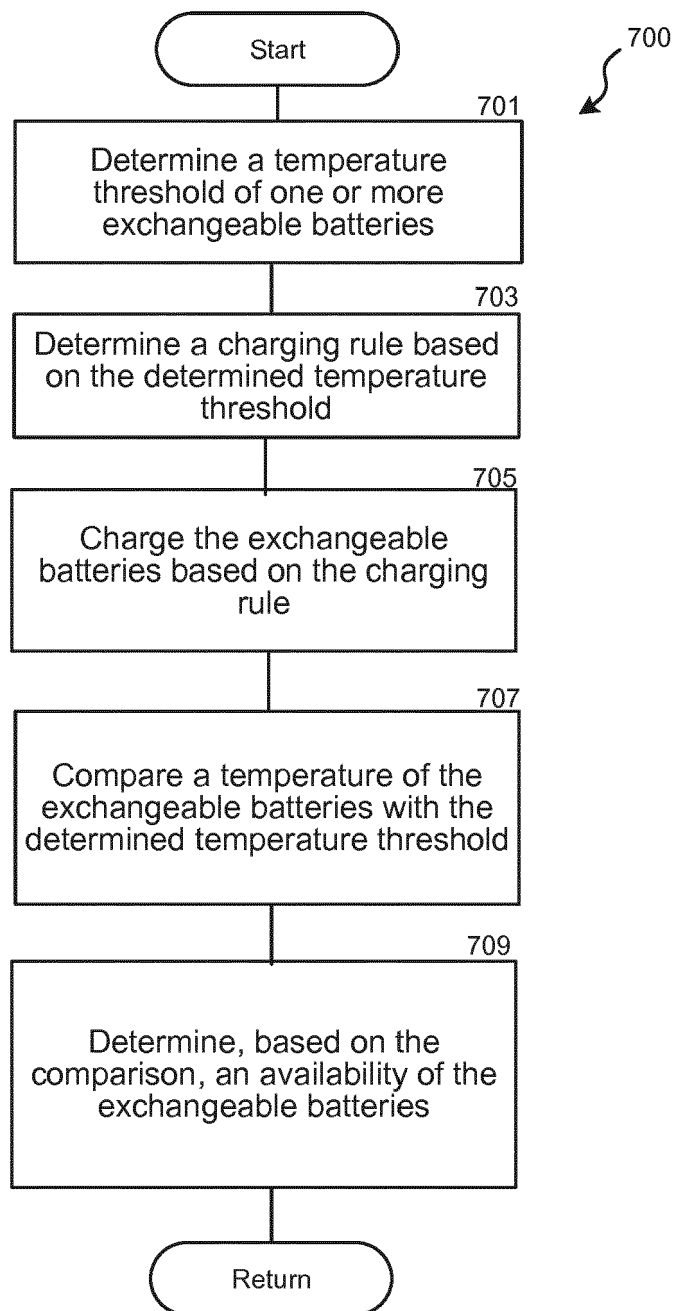 Start
700
701
Determine a temperature
threshold of one or more
exchangeable batteries
703
Determine a charging rule based
on the determined temperature
threshold
705
Charge the exchangeable
batteries based on the charging
rule
707
Compare a temperature of the
exchangeable batteries with the
determined temperature threshold
709
Determine, based on the
comparison, an availability of the
exchangeable batteries
Return